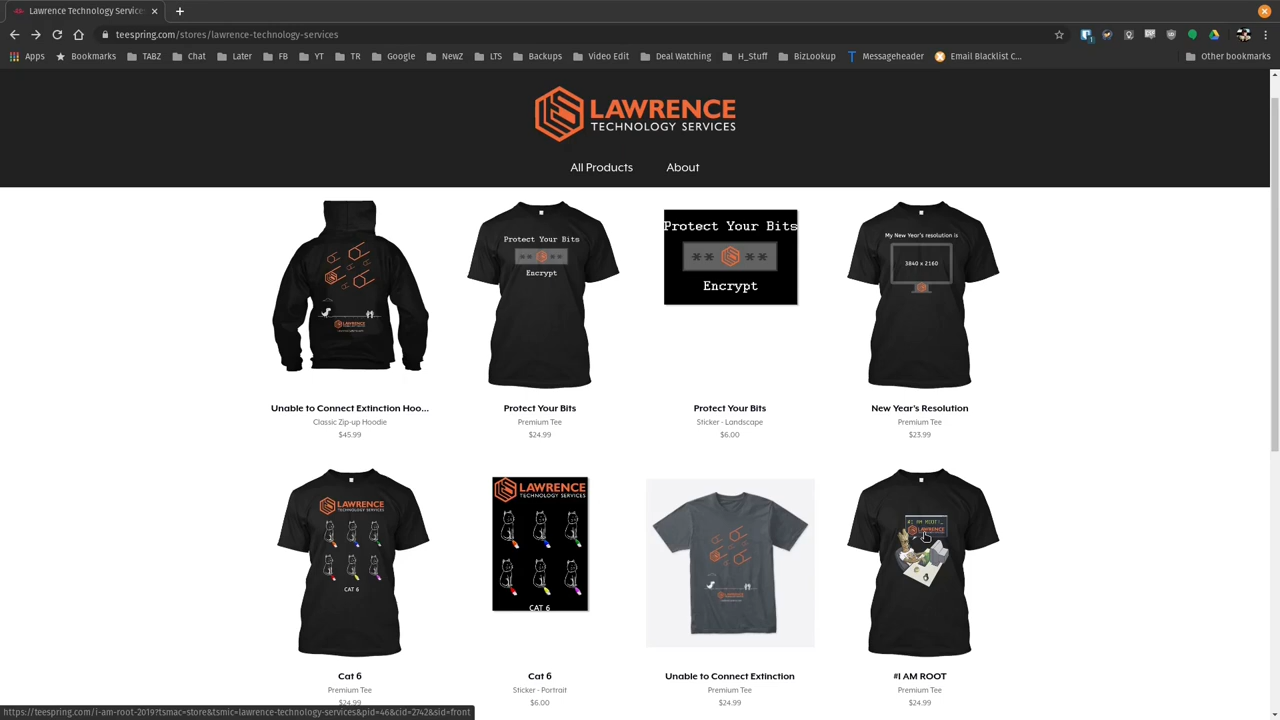 Lawrence Technology Services
teespring.com/stores/lawrence-technology-services
Apps Bookmarks TABZ Chat Later FB YT TR Google NewZ LTS Backups Video Edit Deal Watching H_Stuff BizLookup Messageheader Email Blacklist C... Other bookmarks
LAWRENCE
TECHNOLOGY SERVICES
All Products About
Protect Your Bits
Encrypt
Protect Your Bits
** **
Encrypt
My New Year's resolution is
3840 x 2160
Unable to Connect Extinction Hoo... Protect Your Bits Protect Your Bits New Year's Resolution
Classic Zip-up Hoodie Premium Tee Sticker - Landscape Premium Tee
$45.99 $24.99 $6.00 $23.99
LAWRENCE
TECHNOLOGY SERVICES
CAT 6
LAWRENCE
TECHNOLOGY SERVICES
CAT 6
#I AM ROOT!_
LAWRENCE
Cat 6 Cat 6 Unable to Connect Extinction #I AM ROOT
Premium Tee Sticker - Portrait Premium Tee Premium Tee
$24.99 $6.00 $24.99 $24.99
https://teespring.com/i-am-root-2019?tsmac=store&tsmic=lawrence-technology-services&pid=46&cid=2742&sid=front